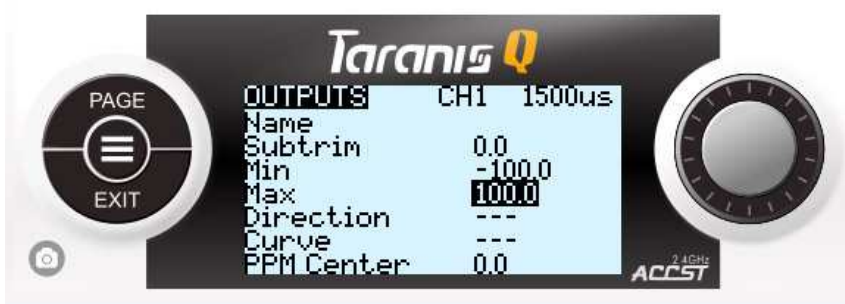 Taranis Q
PAGE
EXIT
OUTPUTS CH1 1500us
Name
Subtrim 0.0
Min -100.0
Max 100.0
Direction ---
Curve ---
PPM Center 0.0
2.4GHz
ACCST